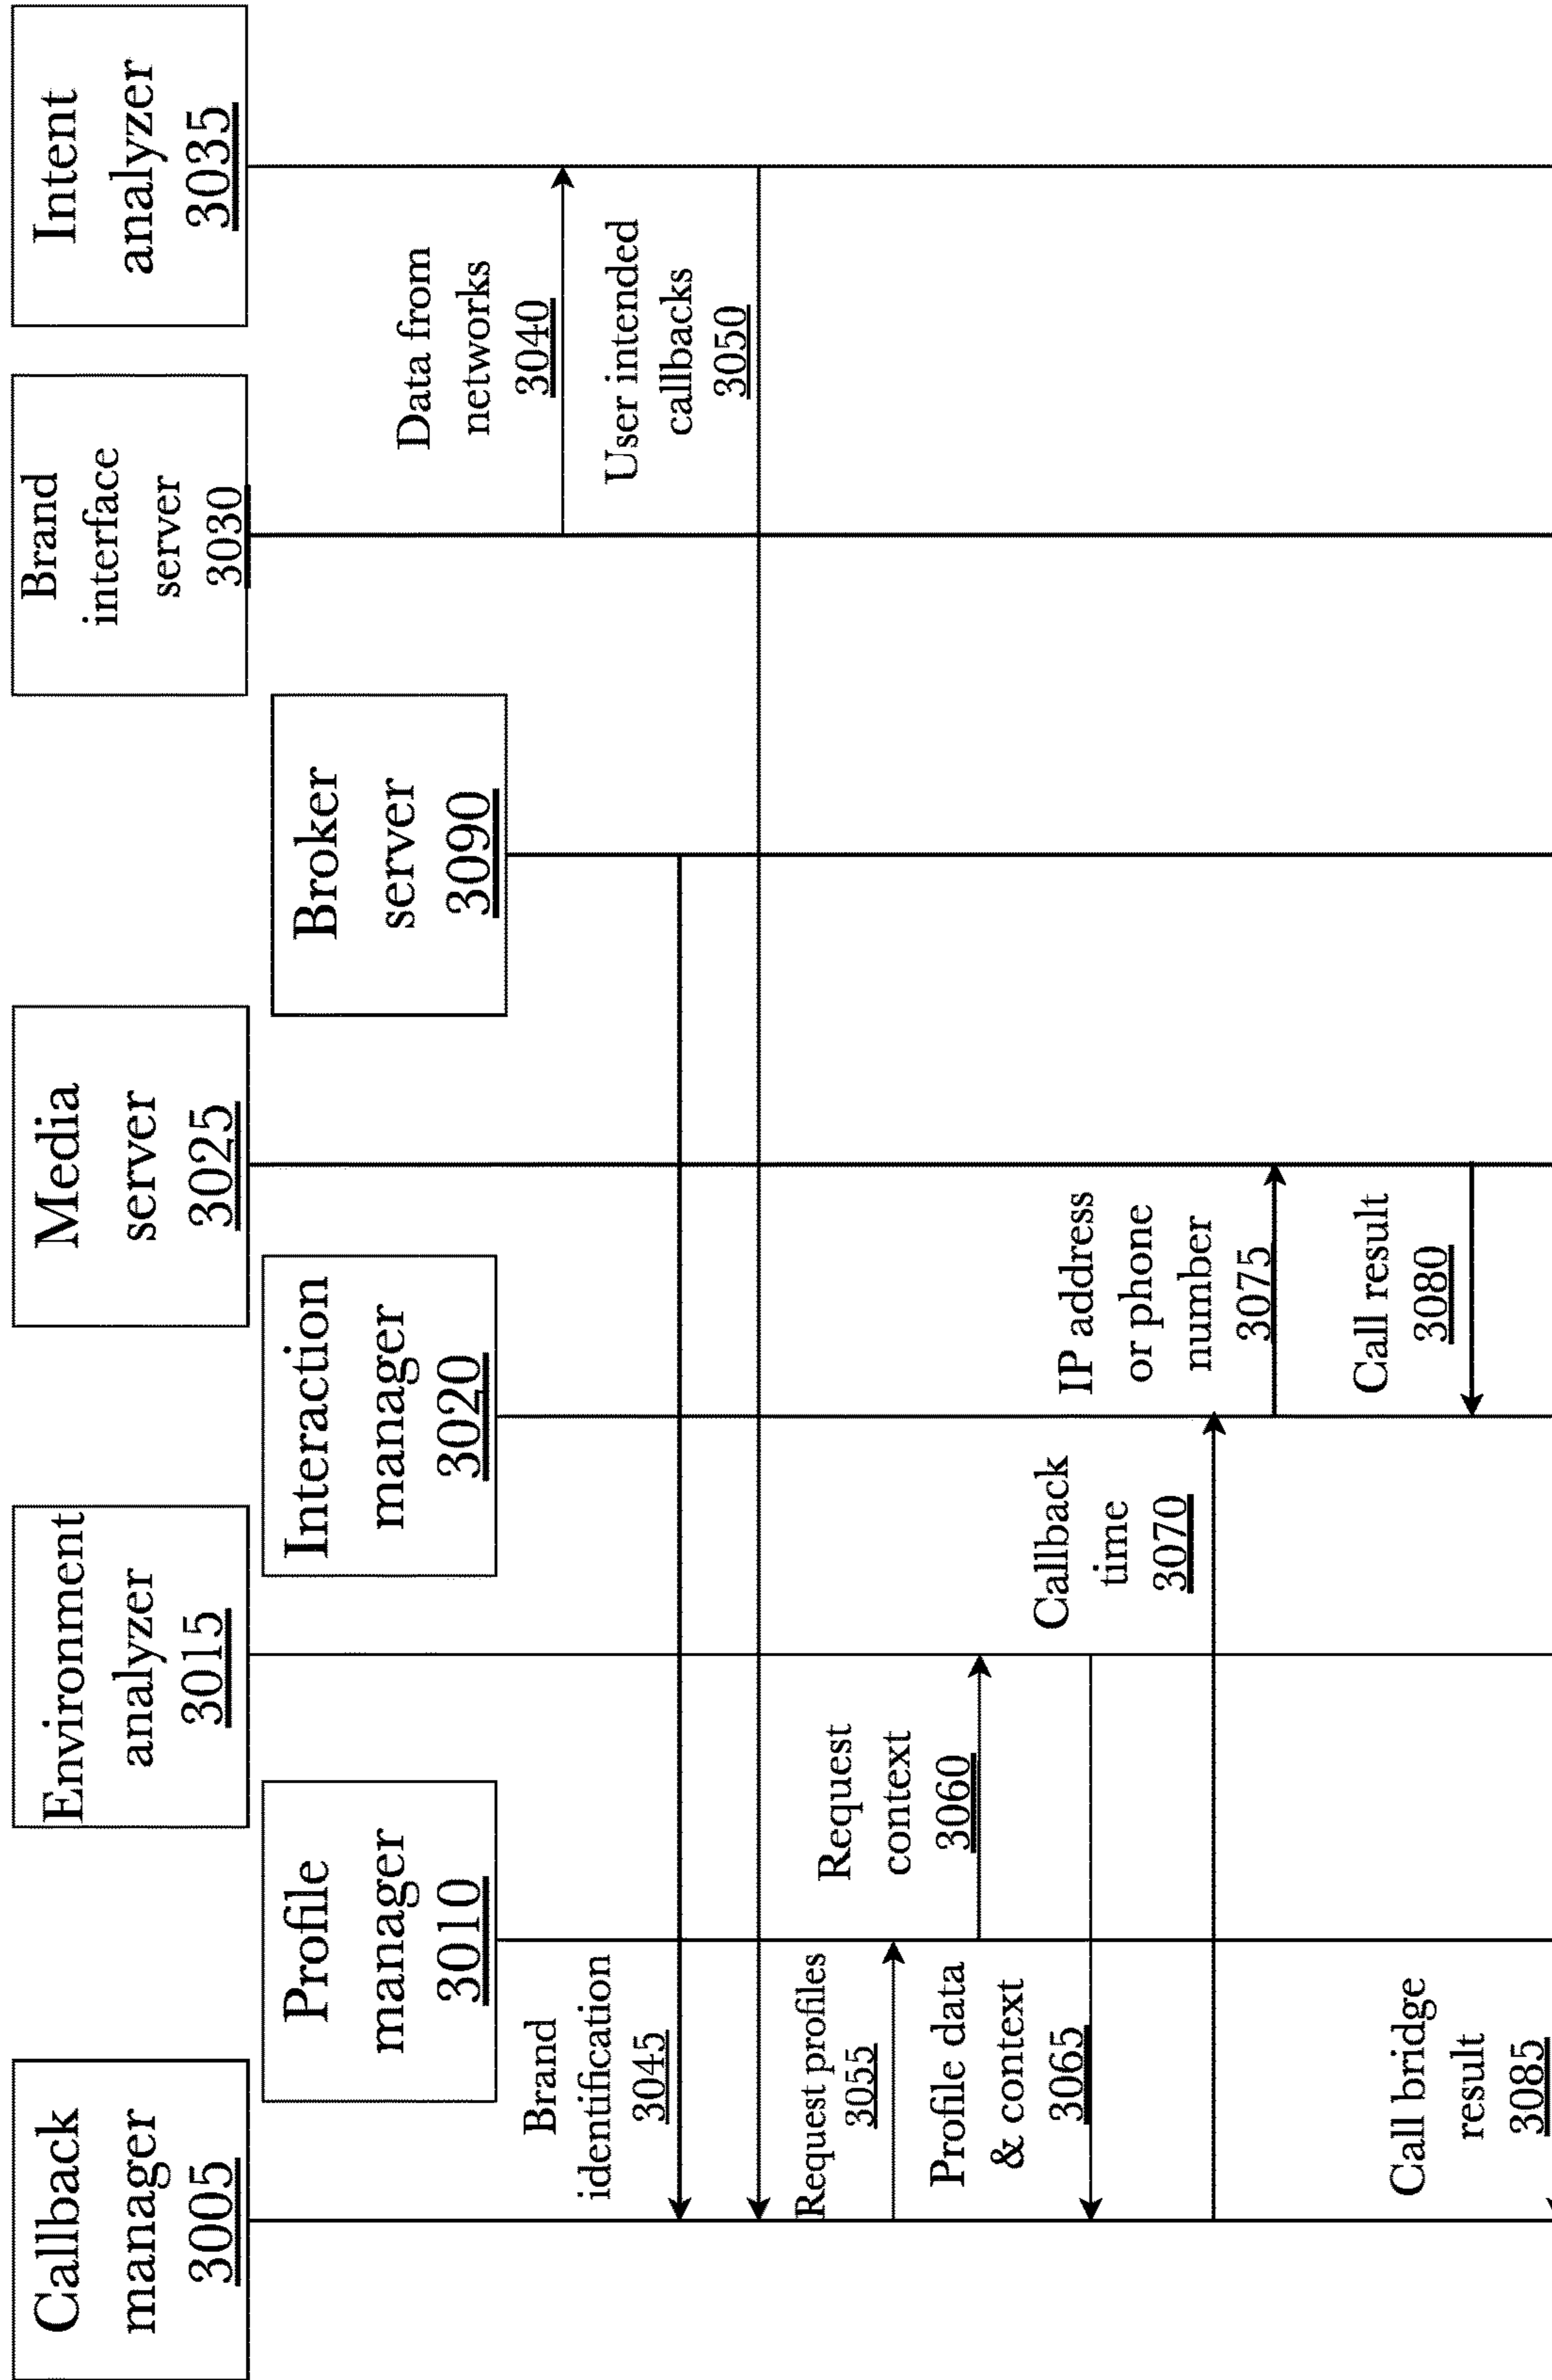 Callback
manager
3005
Profile
manager
3010
Environment
analyzer
3015
Interaction
manager
3020
Media
server
3025
Broker
server
3090
Brand
interface
server
3030
Intent
analyzer
3035
Data from
networks
3040
Brand
identification
3045
User intended
callbacks
3050
Request profiles
3055
Request
context
3060
Profile data
& context
3065
Callback
time
3070
IP address
or phone
number
3075
Call result
3080
Call bridge
result
3085